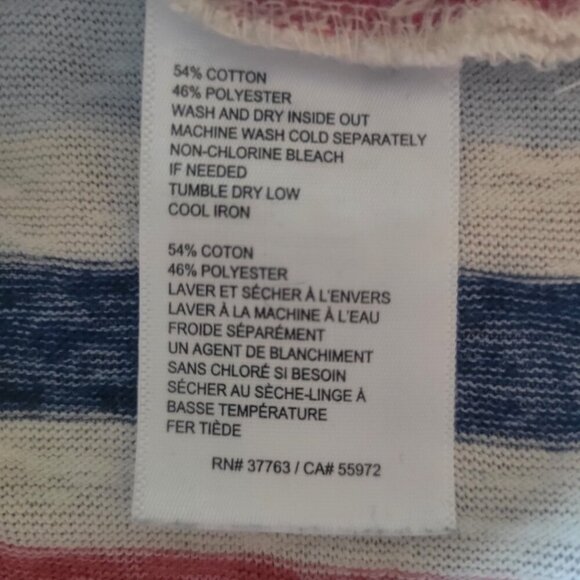 54% COTTON
46% POLYESTER
WASH AND DRY INSIDE OUT
MACHINE WASH COLD SEPARATELY
NON-CHLORINE BLEACH
IF NEEDED
TUMBLE DRY LOW
COOL IRON
54% COTON
46% POLYESTER
LAVER ET SÉCHER À L'ENVERS
LAVER À LA MACHINE À L'EAU
FROIDE SÉPARÉMENT
UN AGENT DE BLANCHIMENT
SANS CHLORÉ SI BESOIN
SÉCHER AU SÈCHE-LINGE À
BASSE TEMPÉRATURE
FER TIÈDE
RN# 37763 / CA# 55972